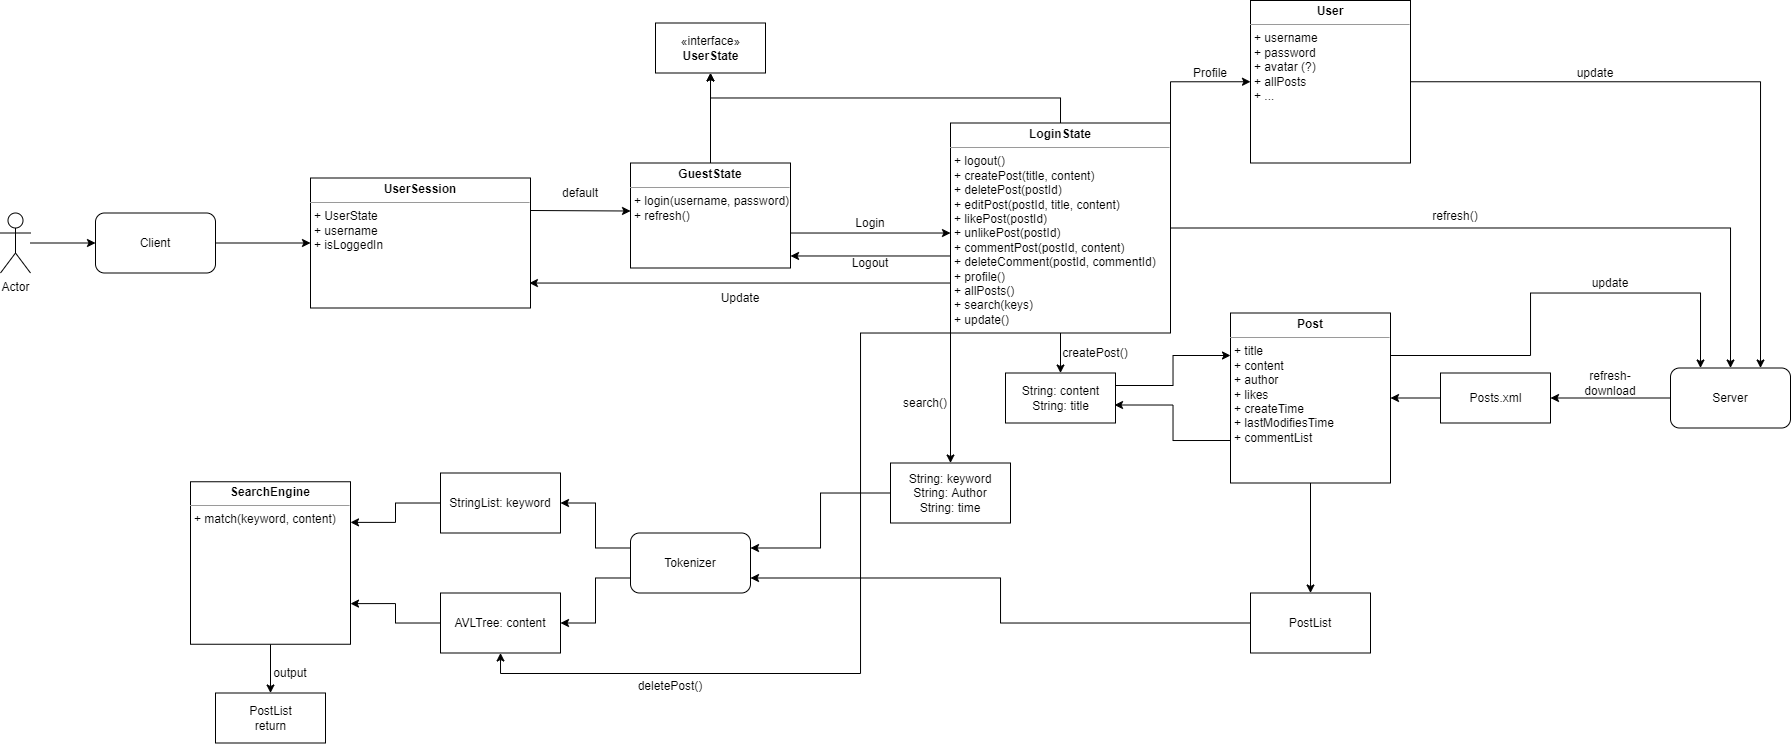 «interface»
UserState
User
+ username
+ password
+ avatar (?)
+ allPosts
+ ...
Profile
update
LoginState
+ logout()
+ createPost(title, content)
+ deletePost(postId)
+ editPost(postId, title, content)
+ likePost(postId)
+ unlikePost(postId)
+ commentPost(postId, content)
+ deleteComment(postId, commentId)
+ profile()
+ allPosts()
+ search(keys)
+ update()
GuestState
+ login(username, password)
+ refresh()
UserSession
+ UserState
+ username
+ isLoggedIn
default
Login
Logout
Update
Client
Actor
refresh()
update
Post
+ title
+ content
+ author
+ likes
+ createTime
+ lastModifiesTime
+ commentList
createPost()
String: content
String: title
Posts.xml
refresh-
download
Server
search()
String: keyword
String: Author
String: time
SearchEngine
+ match(keyword, content)
StringList: keyword
Tokenizer
AVLTree: content
PostList
output
deletePost()
PostList
return